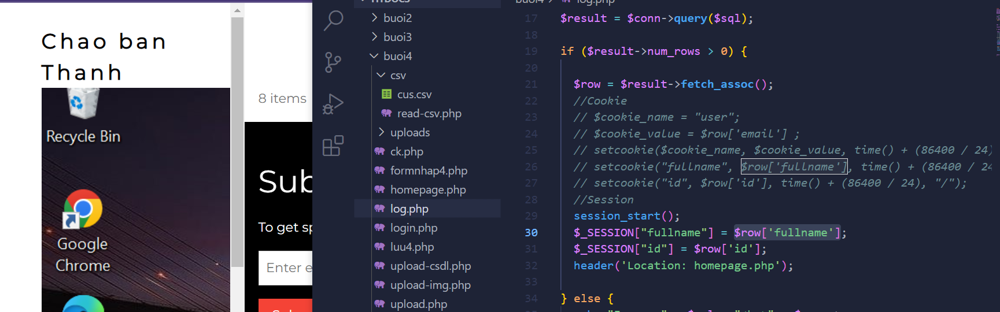 Chao ban
Thanh
Recycle Bin
Google
Chrome
8 items
To get
Enter
buoi2
buoi3
buoi4
csv
cus.csv
read-csv.php
uploads
ck.php
formnhap4.php
homepage.php
log.php
login.php
luu4.php
upload-csdl.php
upload-img.php
upload.php
17 $result = $conn->query($sql);
18
19 if ($result->num_rows > 0) {
20
21 $row = $result->fetch_assoc();
22 //Cookie
23 // $cookie_name = "user";
24 // $cookie_value = $row['email'] ;
25 // setcookie($cookie_name, $cookie_value, time() + (86400 / 24)
26 // setcookie("fullname", $row['fullname'], time() + (86400 / 24
27 // setcookie("id", $row['id'], time() + (86400 / 24), "/");
28 //Session
29 session_start();
30 $_SESSION["fullname"] = $row['fullname'];
31 $_SESSION["id"] = $row['id'];
32 header('Location: homepage.php');
33
34 } else {